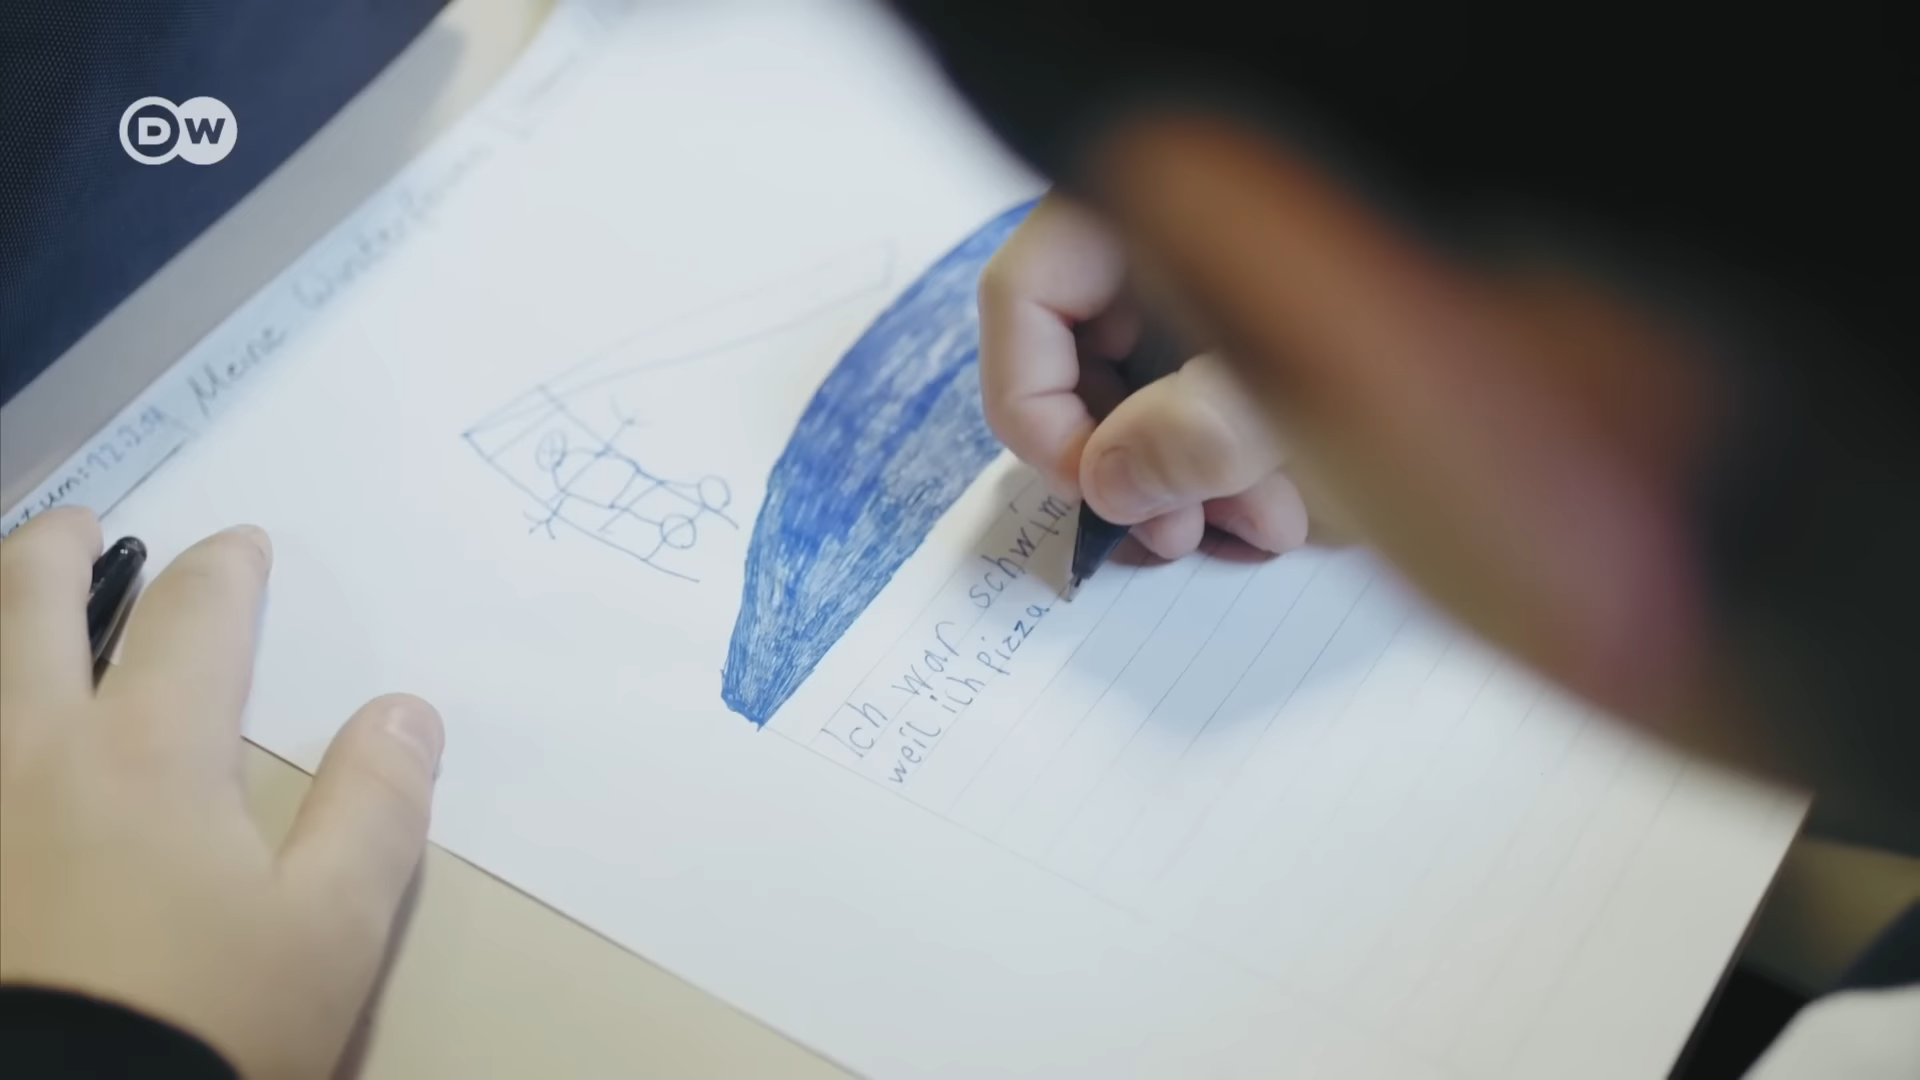 DW
Meine Winterferien
Ich war schwim
weil ich pizza